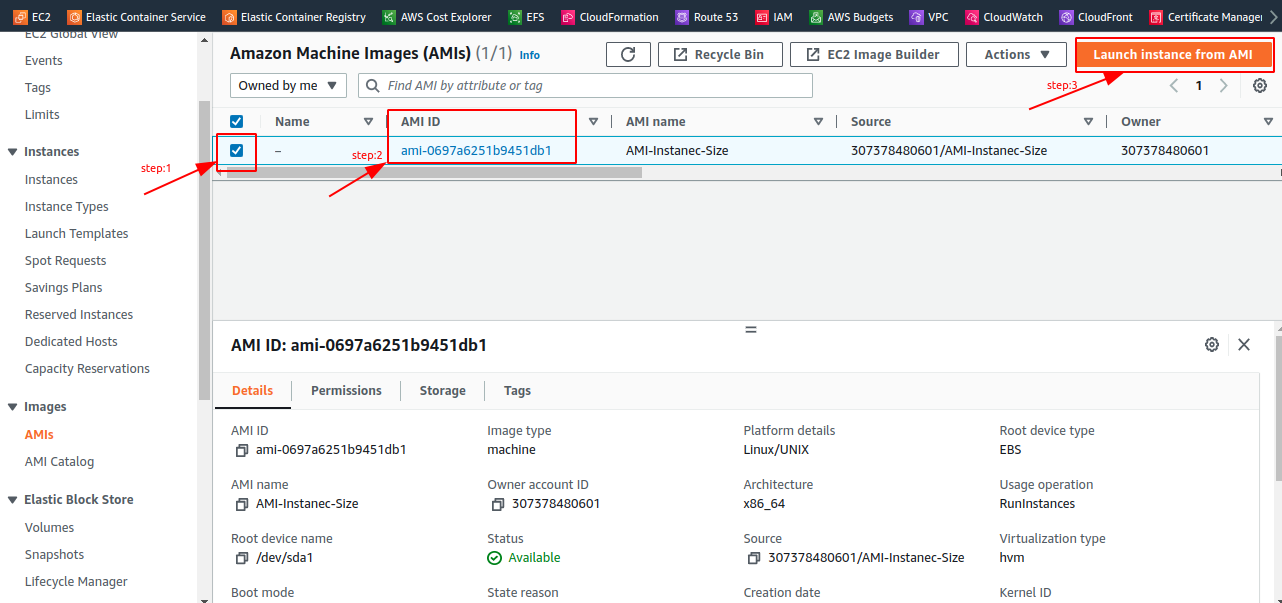 EC2 Elastic Container Service Elastic Container Registry AWS Cost Explorer EFS CloudFormation Route 53 IAM AWS Budgets VPC CloudWatch CloudFront Certificate Manager
EC2 Global View
Events
Tags
Limits
Instances
Instances
Instance Types
Launch Templates
Spot Requests
Savings Plans
Reserved Instances
Dedicated Hosts
Capacity Reservations
Images
AMIs
AMI Catalog
Elastic Block Store
Volumes
Snapshots
Lifecycle Manager
Amazon Machine Images (AMIs) (1/1) Info
Recycle Bin
EC2 Image Builder
Actions
Launch instance from AMI
Owned by me
Find AMI by attribute or tag
step:3
1
Name AMI ID AMI name Source Owner
– ami-0697a6251b9451db1 AMI-Instanec-Size 307378480601/AMI-Instanec-Size 307378480601
step:1
step:2
AMI ID: ami-0697a6251b9451db1
Details Permissions Storage Tags
AMI ID Image type Platform details Root device type
ami-0697a6251b9451db1 machine Linux/UNIX EBS
AMI name Owner account ID Architecture Usage operation
AMI-Instanec-Size 307378480601 x86_64 RunInstances
Root device name Status Source Virtualization type
/dev/sda1 Available 307378480601/AMI-Instanec-Size hvm
Boot mode State reason Creation date Kernel ID